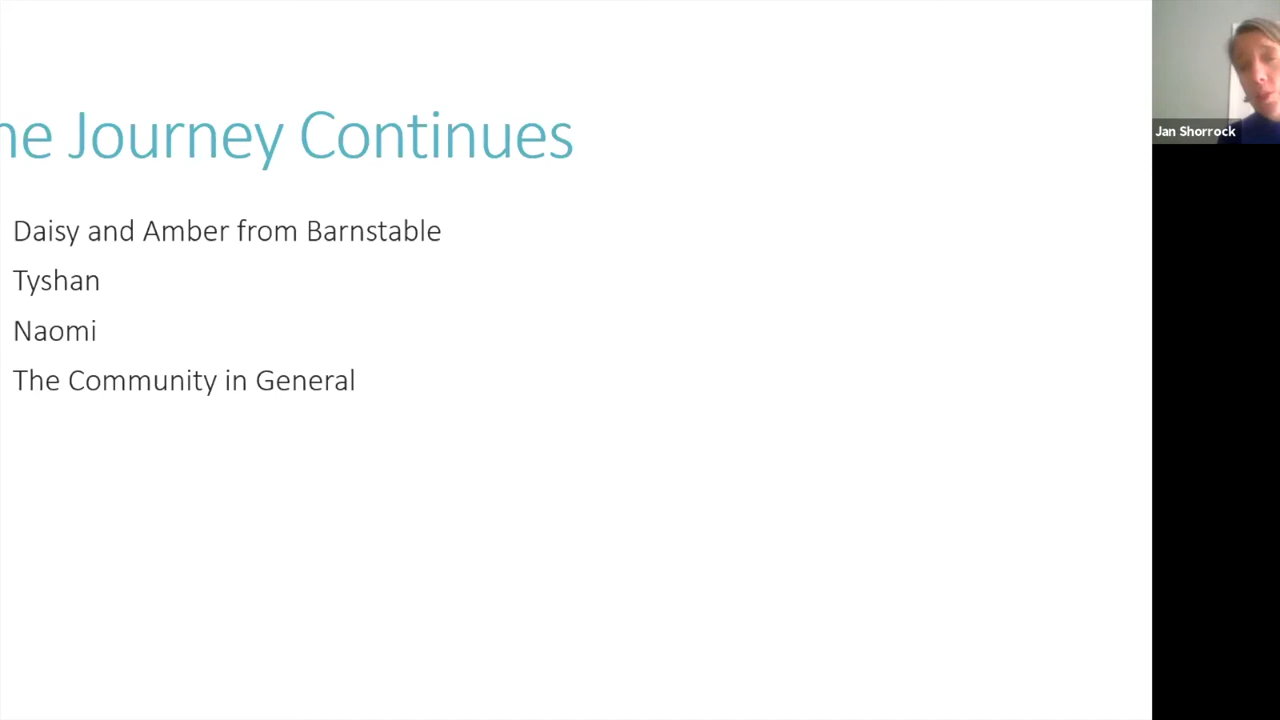 he Journey Continues
Daisy and Amber from Barnstable
Tyshan
Naomi
The Community in General
Jan Shorrock